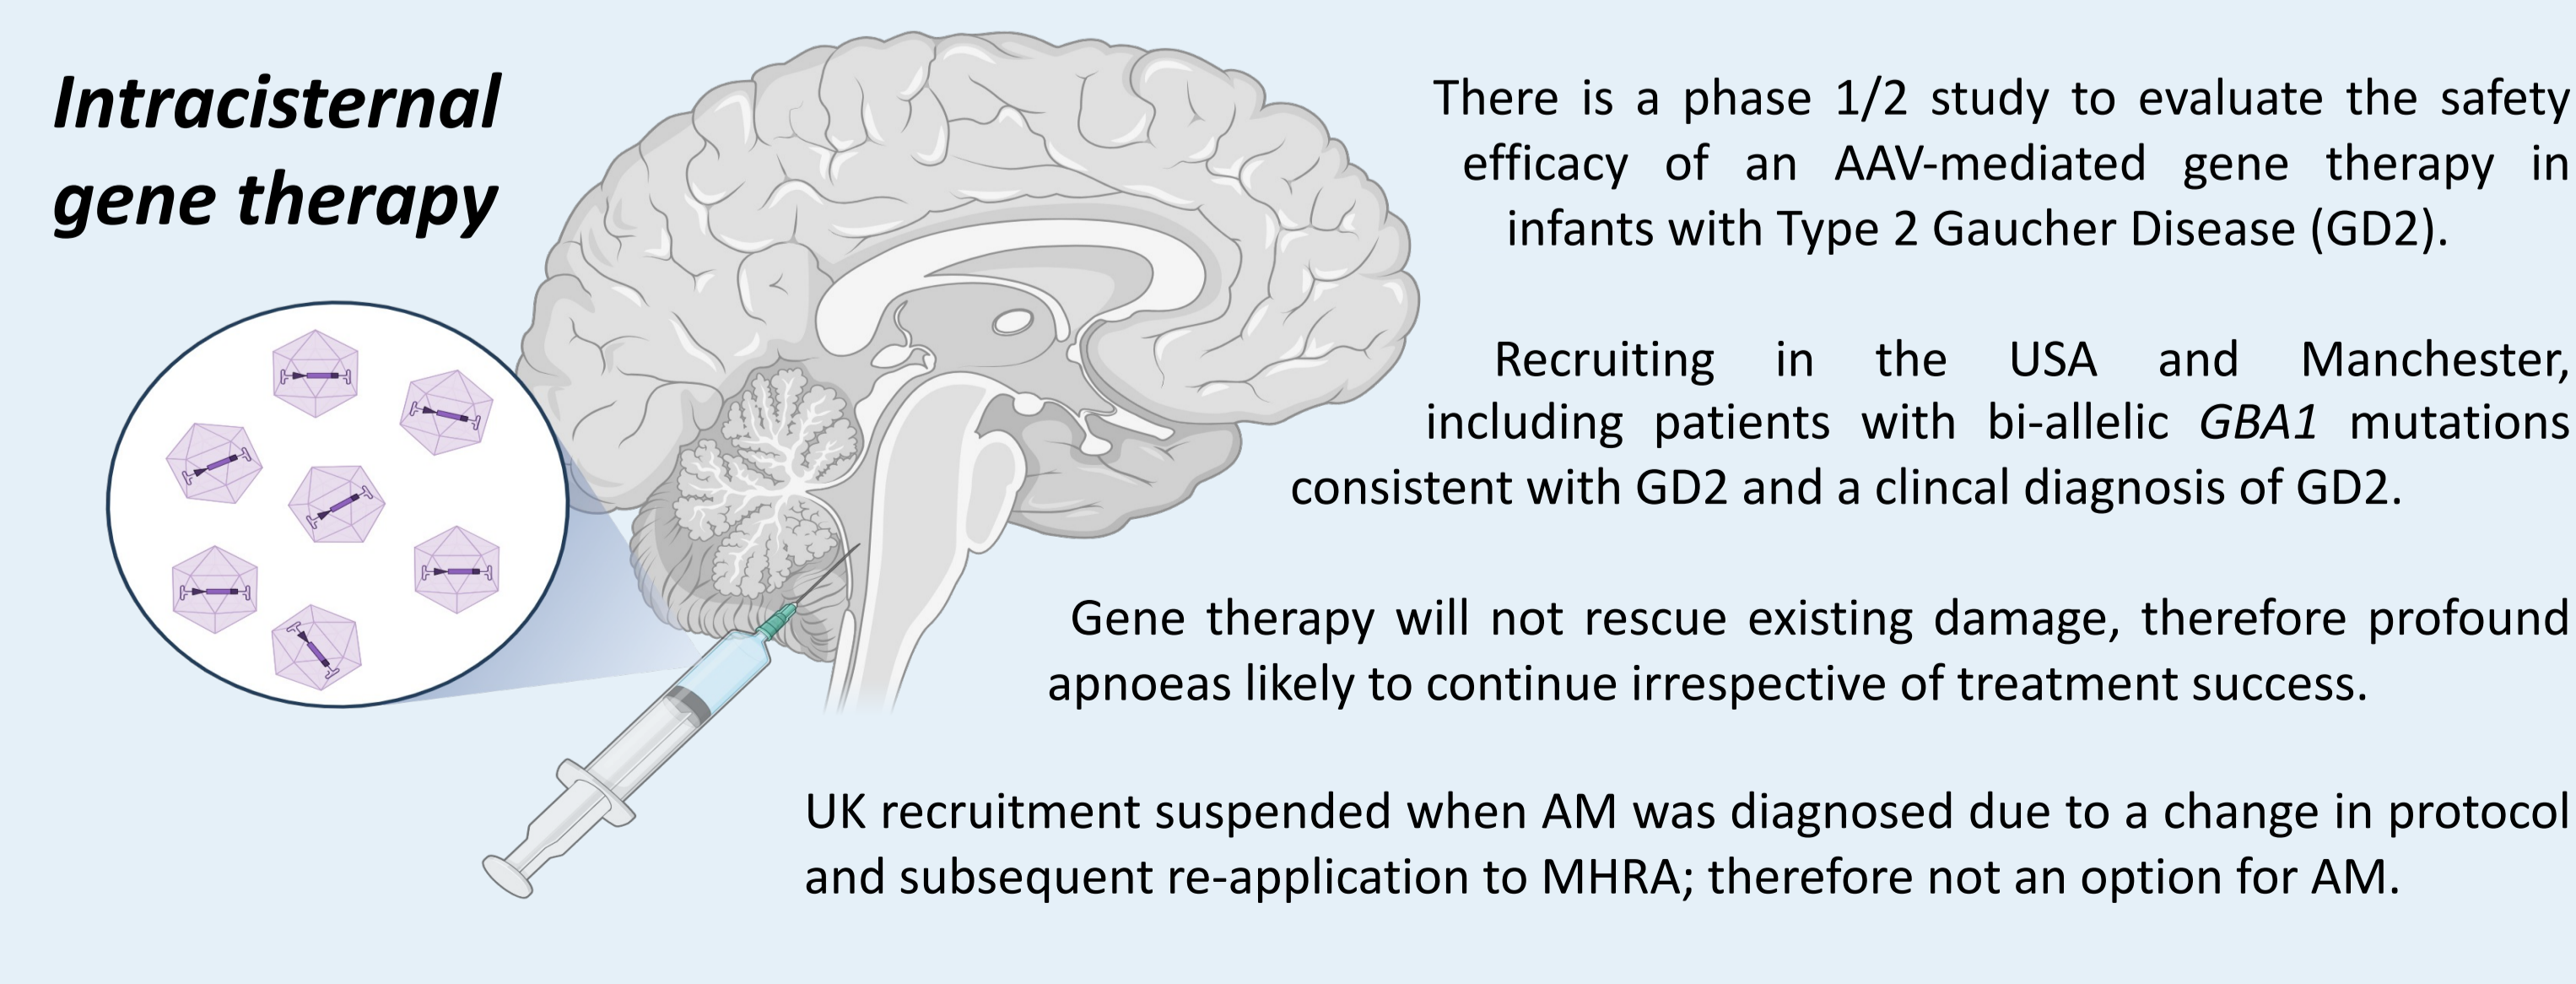 Intracisternal
gene therapy
There is a phase 1/2 study to evaluate the safety
efficacy of an AAV-mediated gene therapy in
infants with Type 2 Gaucher Disease (GD2).
Recruiting in the USA and Manchester,
including patients with bi-allelic GBA1 mutations
consistent with GD2 and a clincal diagnosis of GD2.
Gene therapy will not rescue existing damage, therefore profound
apnoeas likely to continue irrespective of treatment success.
UK recruitment suspended when AM was diagnosed due to a change in protocol
and subsequent re-application to MHRA; therefore not an option for AM.